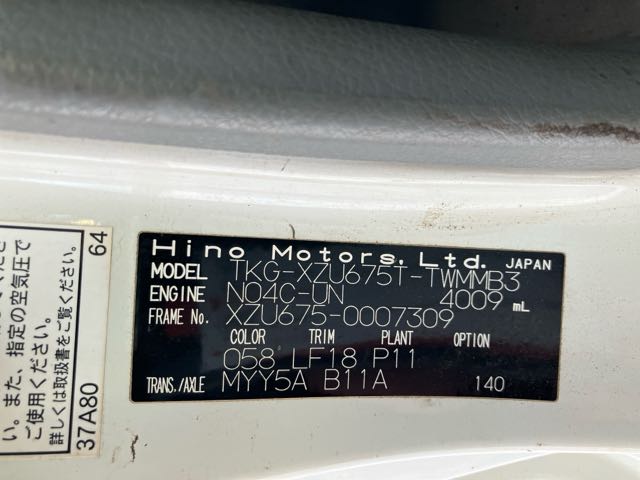 Hino Motors, Ltd. JAPAN
MODEL TKG-XZU675T-TWMMB3
ENGINE N04C-UN 4009 mL
FRAME No. XZU675-0007309
COLOR TRIM PLANT OPTION
058 LF18 P11
TRANS./AXLE MYY5A B11A 140
い。また、指定の空気圧で
ご使用ください。
詳しくは取扱書をご覧ください。
37A80 64